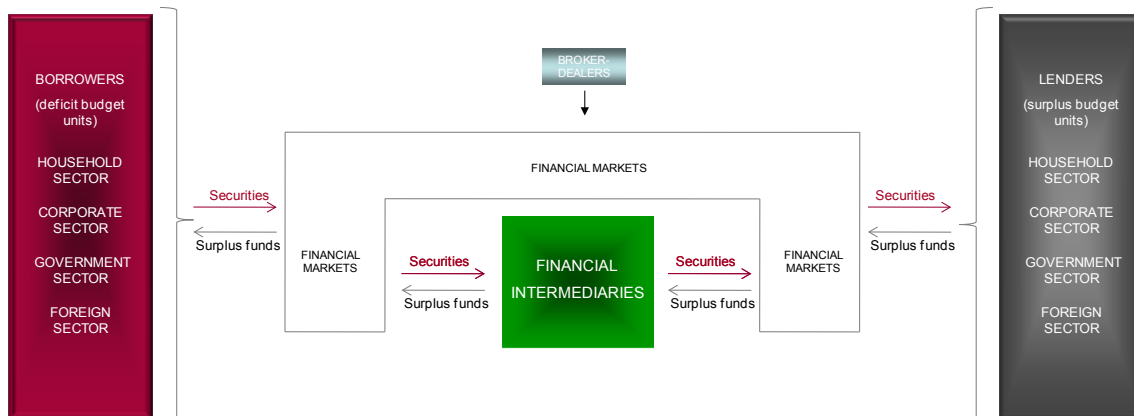 BROKER-
DEALERS
BORROWERS
(deficit budget
units)
HOUSEHOLD
SECTOR
CORPORATE
SECTOR
GOVERNMENT
SECTOR
FOREIGN
SECTOR
Securities
Surplus funds
FINANCIAL MARKETS
FINANCIAL
MARKETS
Securities
Surplus funds
FINANCIAL
INTERMEDIARIES
Securities
Surplus funds
FINANCIAL
MARKETS
Securities
Surplus funds
LENDERS
(surplus budget
units)
HOUSEHOLD
SECTOR
CORPORATE
SECTOR
GOVERNMENT
SECTOR
FOREIGN
SECTOR